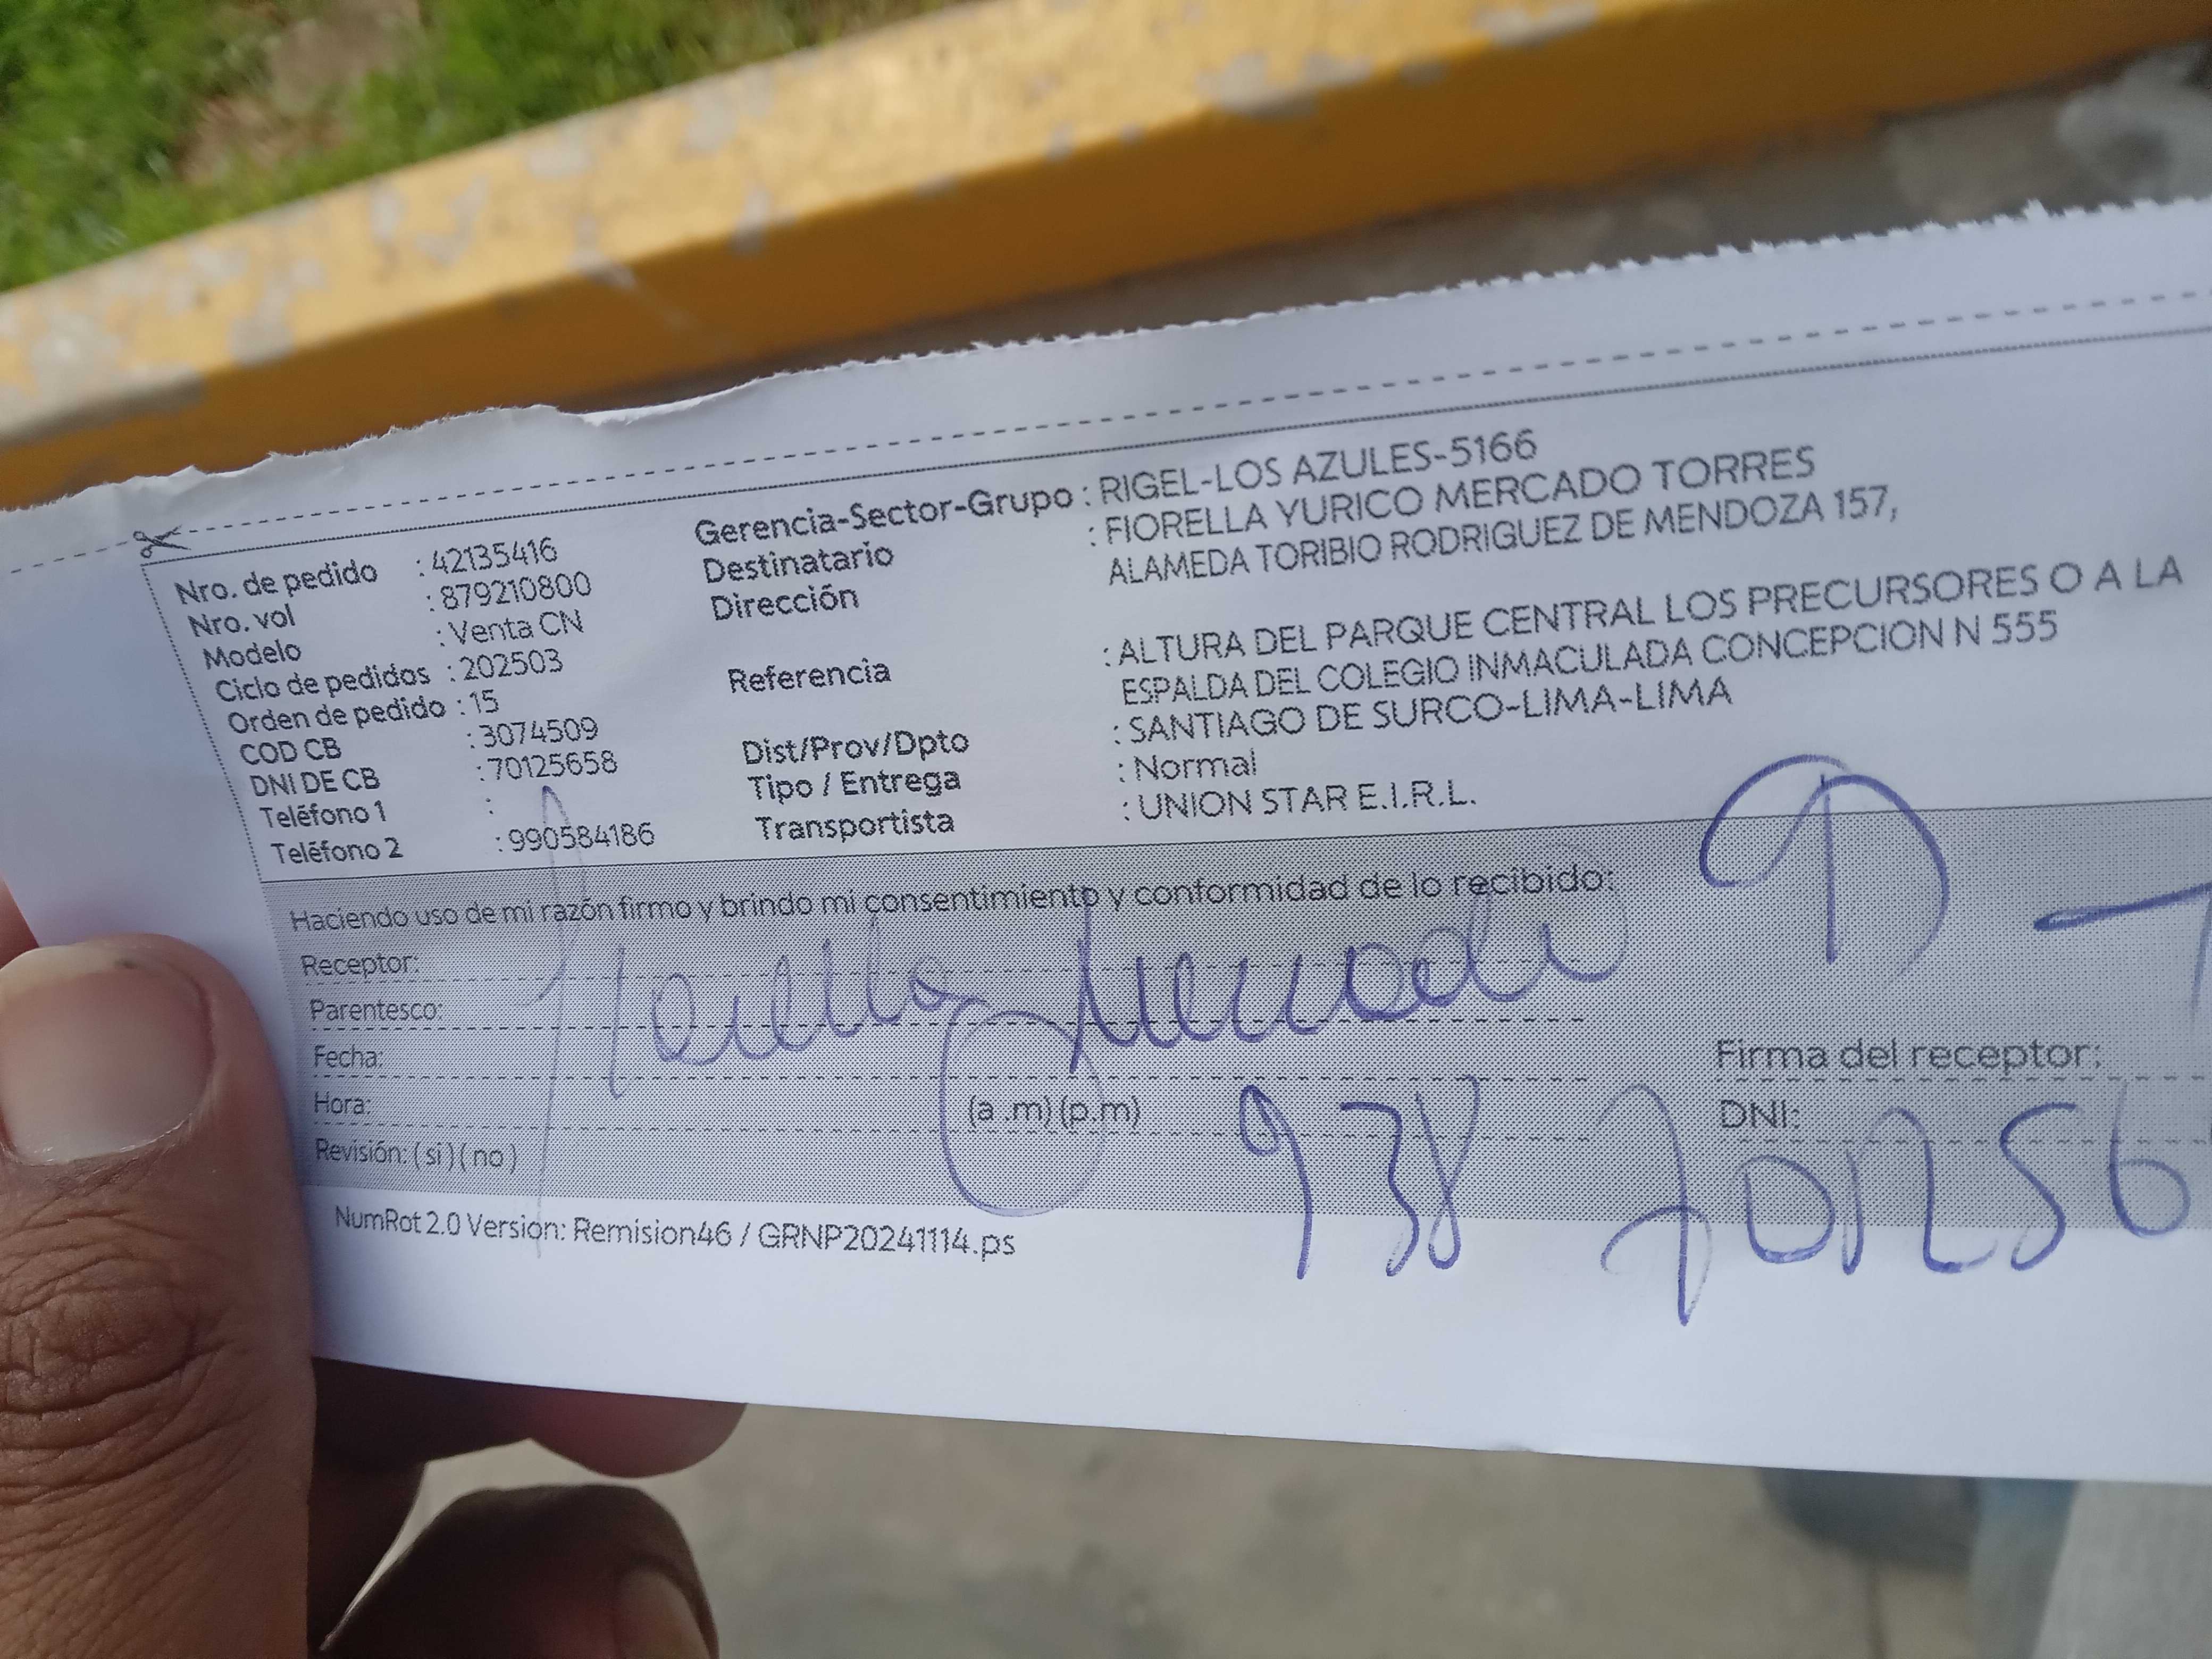 Nro. de pedido : 42135416
Nro. vol : 879210800
Modelo : Venta CN
Ciclo de pedidos : 202503
Orden de pedido : 15
COD CB : 3074509
DNI DE CB : 70125658
Teléfono 1 :
Teléfono 2 : 990584186
Gerencia-Sector-Grupo : RIGEL-LOS AZULES-5166
Destinatario : FIORELLA YURICO MERCADO TORRES
Dirección ALAMEDA TORIBIO RODRIGUEZ DE MENDOZA 157,
Referencia : ALTURA DEL PARQUE CENTRAL LOS PRECURSORES O A LA
ESPALDA DEL COLEGIO INMACULADA CONCEPCION N 555
Dist/Prov/Dpto : SANTIAGO DE SURCO-LIMA-LIMA
Tipo / Entrega : Normal
Transportista : UNION STAR E.I.R.L.
Haciendo uso de mi razón firmo y brindo mi consentimiento y conformidad de lo recibido:
Receptor: Fiorella Mercado
Parentesco:
Fecha:
Hora: (a .m) (p.m) 938
Revisión: ( si ) ( no )
Firma del receptor:
DNI: 701256
NumRot 2.0 Version: Remision46 / GRNP20241114.ps